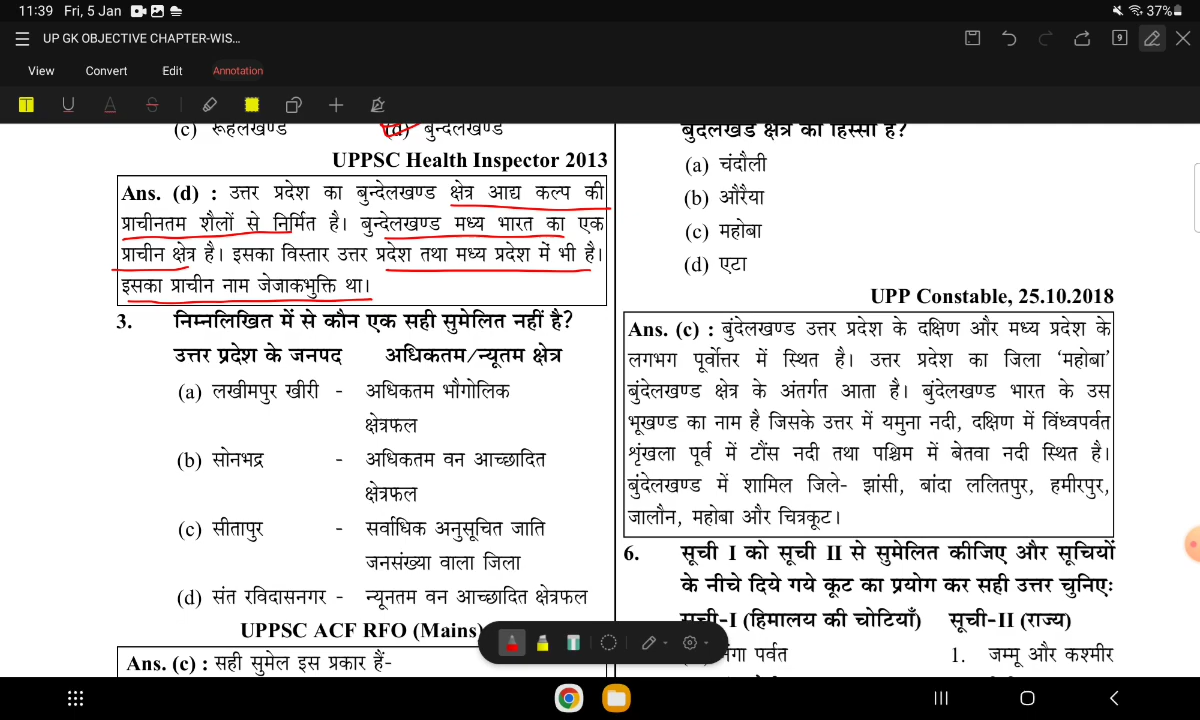 11:39 Fri, 5 Jan
37%
UP GK OBJECTIVE CHAPTER-WIS...
9
View Convert Edit Annotation
(c) रूहेलखण्ड (d) बुन्देलखण्ड
UPPSC Health Inspector 2013
Ans. (d) : उत्तर प्रदेश का बुन्देलखण्ड क्षेत्र आद्य कल्प की
प्राचीनतम शैलों से निर्मित है। बुन्देलखण्ड मध्य भारत का एक
प्राचीन क्षेत्र है। इसका विस्तार उत्तर प्रदेश तथा मध्य प्रदेश में भी है।
इसका प्राचीन नाम जेजाकभुक्ति था।
3. निम्नलिखित में से कौन एक सही सुमेलित नहीं है?
उत्तर प्रदेश के जनपद अधिकतम/न्यूतम क्षेत्र
(a) लखीमपुर खीरी - अधिकतम भौगोलिक
क्षेत्रफल
(b) सोनभद्र - अधिकतम वन आच्छादित
क्षेत्रफल
(c) सीतापुर - सर्वाधिक अनुसूचित जाति
जनसंख्या वाला जिला
(d) संत रविदासनगर - न्यूनतम वन आच्छादित क्षेत्रफल
UPPSC ACF RFO (Mains)
Ans. (c) : सही सुमेल इस प्रकार हैं-
बुंदेलखंड क्षेत्र का हिस्सा है?
(a) चंदौली
(b) औरैया
(c) महोबा
(d) एटा
UPP Constable, 25.10.2018
Ans. (c) : बुंदेलखण्ड उत्तर प्रदेश के दक्षिण और मध्य प्रदेश के
लगभग पूर्वोत्तर में स्थित है। उत्तर प्रदेश का जिला ‘महोबा’
बुंदेलखण्ड क्षेत्र के अंतर्गत आता है। बुंदेलखण्ड भारत के उस
भूखण्ड का नाम है जिसके उत्तर में यमुना नदी, दक्षिण में विंध्वपर्वत
शृंखला पूर्व में टौंस नदी तथा पश्चिम में बेतवा नदी स्थित है।
बुंदेलखण्ड में शामिल जिले- झांसी, बांदा ललितपुर, हमीरपुर,
जालौन, महोबा और चित्रकूट।
6. सूची I को सूची II से सुमेलित कीजिए और सूचियों
के नीचे दिये गये कूट का प्रयोग कर सही उत्तर चुनिएः
सूची-I (हिमालय की चोटियाँ) सूची-II (राज्य)
पर्वत 1. जम्मू और कश्मीर